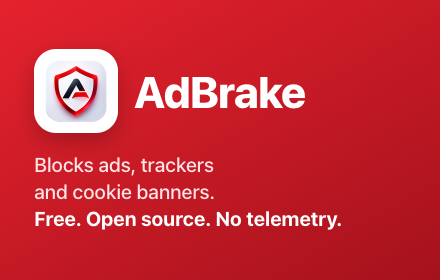 AdBrake
Blocks ads, trackers
and cookie banners.
Free. Open source. No telemetry.